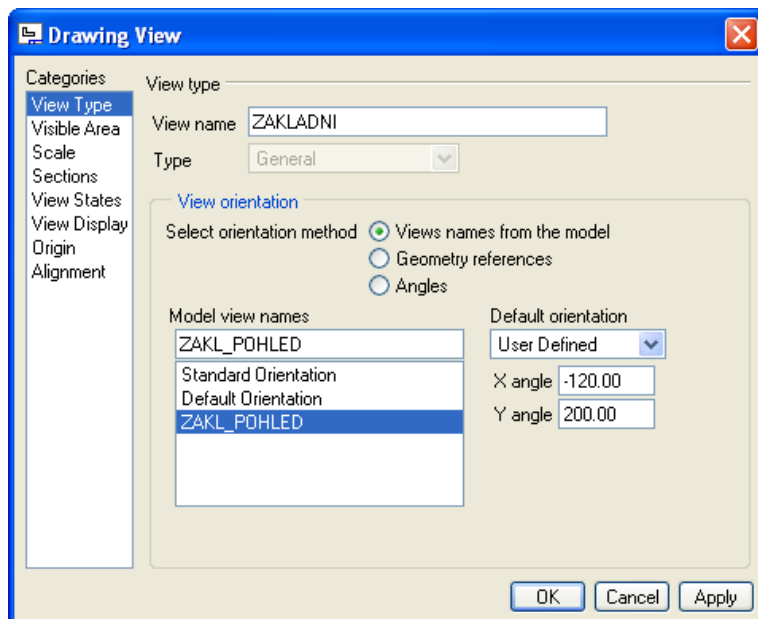 Drawing View
Categories
View Type
Visible Area
Scale
Sections
View States
View Display
Origin
Alignment
View type
View name ZAKLADNI
Type General
View orientation
Select orientation method Views names from the model
Geometry references
Angles
Model view names
ZAKL_POHLED
Standard Orientation
Default Orientation
ZAKL_POHLED
Default orientation
User Defined
X angle -120.00
Y angle 200.00
OK Cancel Apply